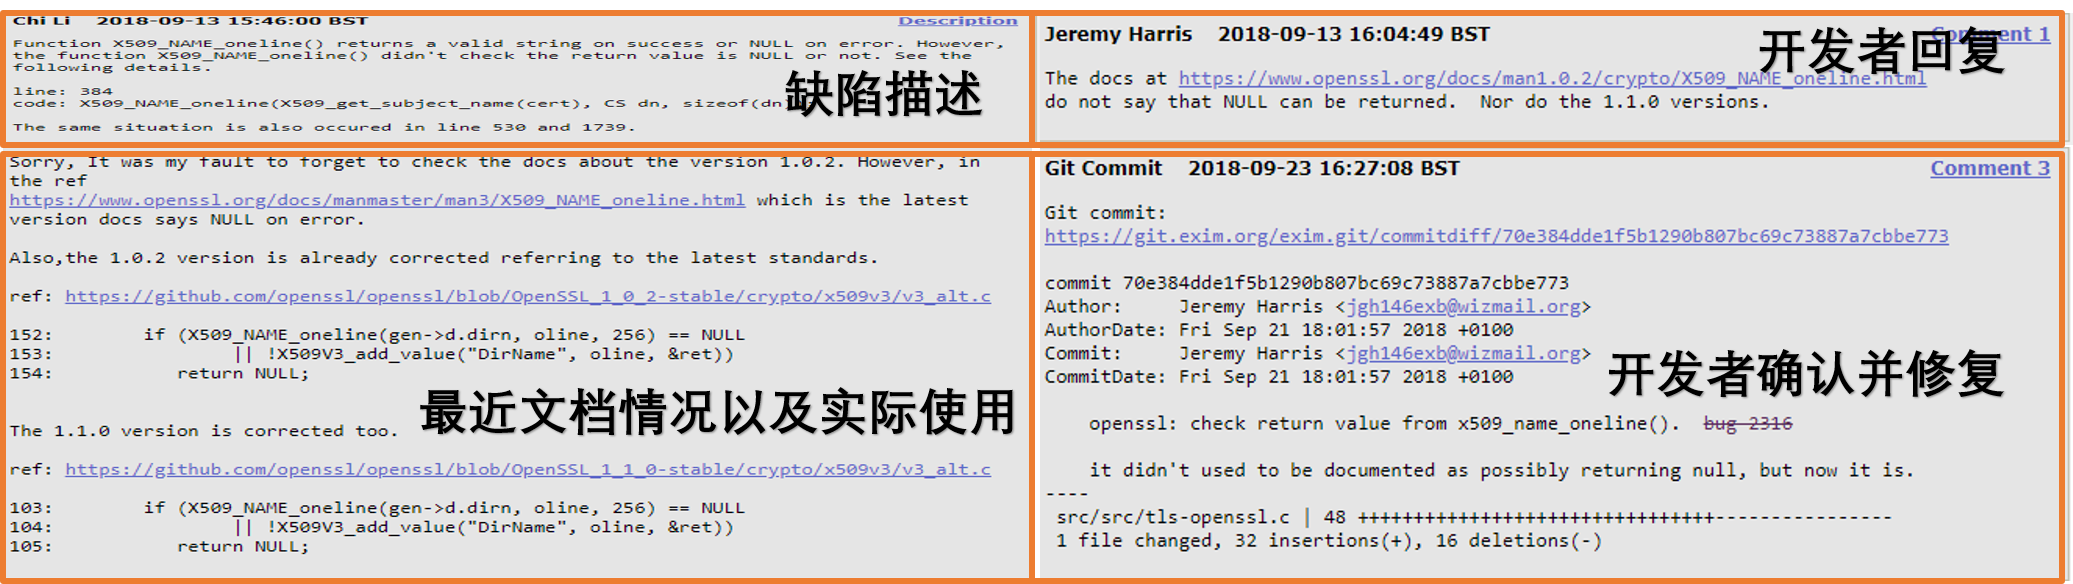 Chi Li 2018-09-13 15:46:00 BST Description
Function X509_NAME_oneline() returns a valid string on success or NULL on error. However,
the function X509_NAME_oneline() didn't check the return value is NULL or not. See the
following details.
line: 384
code: X509_NAME_oneline(X509_get_subject_name(cert), CS dn, sizeof(dn)
The same situation is also occured in line 530 and 1739.
缺陷描述
Jeremy Harris 2018-09-13 16:04:49 BST Comment 1
The docs at https://www.openssl.org/docs/man1.0.2/crypto/X509_NAME_oneline.html
do not say that NULL can be returned. Nor do the 1.1.0 versions.
开发者回复
Sorry, It was my fault to forget to check the docs about the version 1.0.2. However, in
the ref
https://www.openssl.org/docs/manmaster/man3/X509_NAME_oneline.html which is the latest
version docs says NULL on error.
Also,the 1.0.2 version is already corrected referring to the latest standards.
ref: https://github.com/openssl/openssl/blob/OpenSSL_1_0_2-stable/crypto/x509v3/v3_alt.c
152: if (X509_NAME_oneline(gen->d.dirn, oline, 256) == NULL
153: || !X509V3_add_value("DirName", oline, &ret))
154: return NULL;
The 1.1.0 version is corrected too.
ref: https://github.com/openssl/openssl/blob/OpenSSL_1_1_0-stable/crypto/x509v3/v3_alt.c
103: if (X509_NAME_oneline(gen->d.dirn, oline, 256) == NULL
104: || !X509V3_add_value("DirName", oline, &ret))
105: return NULL;
最近文档情况以及实际使用
Git Commit 2018-09-23 16:27:08 BST Comment 3
Git commit:
https://git.exim.org/exim.git/commitdiff/70e384dde1f5b1290b807bc69c73887a7cbbe773
commit 70e384dde1f5b1290b807bc69c73887a7cbbe773
Author: Jeremy Harris <jgh146exb@wizmail.org>
AuthorDate: Fri Sep 21 18:01:57 2018 +0100
Commit: Jeremy Harris <jgh146exb@wizmail.org>
CommitDate: Fri Sep 21 18:01:57 2018 +0100
openssl: check return value from x509_name_oneline(). bug 2316
it didn't used to be documented as possibly returning null, but now it is.
----
src/src/tls-openssl.c | 48 ++++++++++++++++++++++++++++++++----------------
1 file changed, 32 insertions(+), 16 deletions(-)
开发者确认并修复